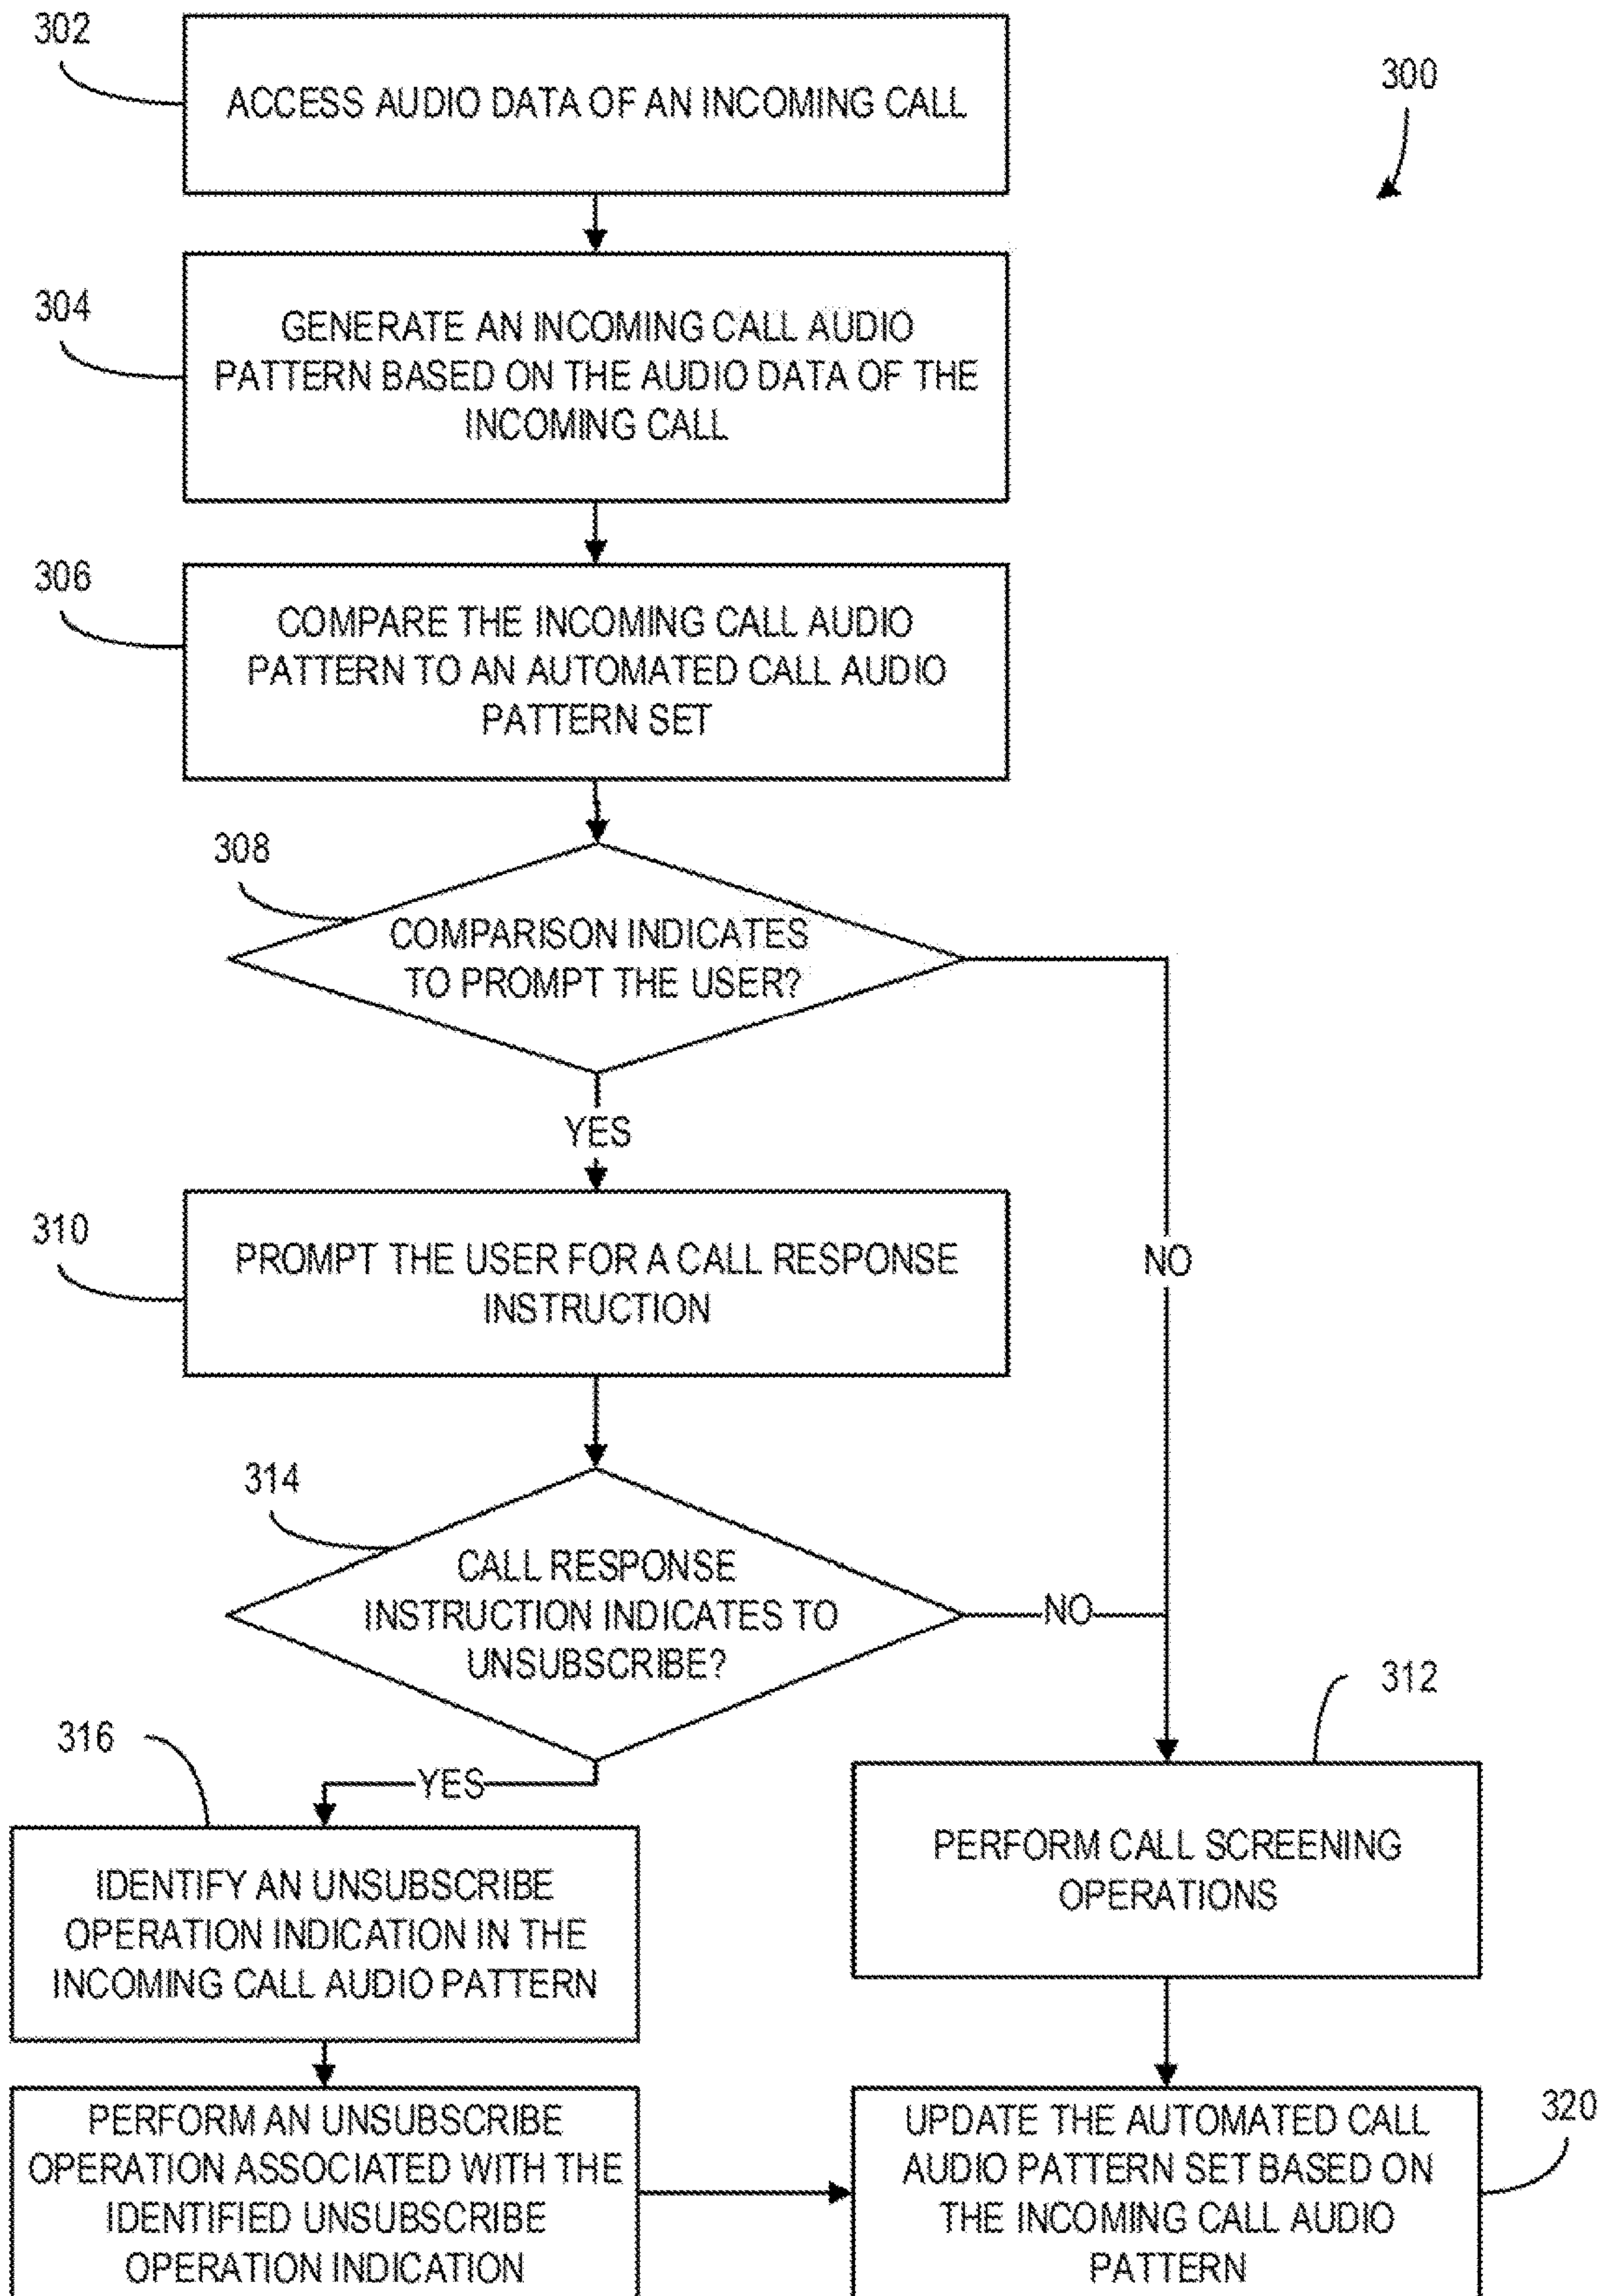 302
ACCESS AUDIO DATA OF AN INCOMING CALL
300
304
GENERATE AN INCOMING CALL AUDIO
PATTERN BASED ON THE AUDIO DATA OF THE
INCOMING CALL
306
COMPARE THE INCOMING CALL AUDIO
PATTERN TO AN AUTOMATED CALL AUDIO
PATTERN SET
308
COMPARISON INDICATES
TO PROMPT THE USER?
YES
NO
310
PROMPT THE USER FOR A CALL RESPONSE
INSTRUCTION
314
CALL RESPONSE
INSTRUCTION INDICATES TO
UNSUBSCRIBE?
NO
YES
316
IDENTIFY AN UNSUBSCRIBE
OPERATION INDICATION IN THE
INCOMING CALL AUDIO PATTERN
312
PERFORM CALL SCREENING
OPERATIONS
PERFORM AN UNSUBSCRIBE
OPERATION ASSOCIATED WITH THE
IDENTIFIED UNSUBSCRIBE
OPERATION INDICATION
UPDATE THE AUTOMATED CALL
AUDIO PATTERN SET BASED ON
THE INCOMING CALL AUDIO
PATTERN
320